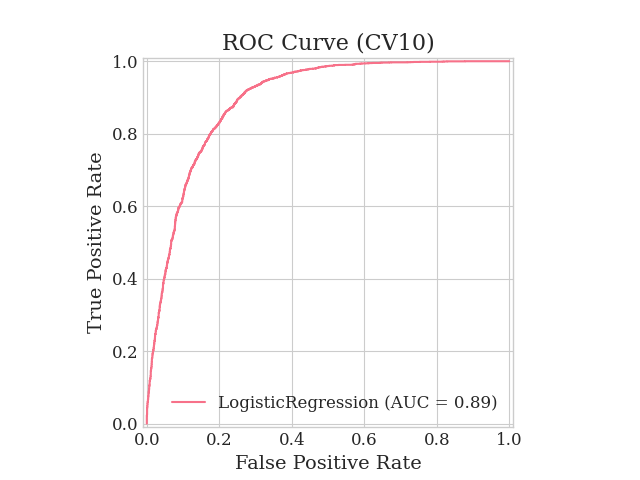 ROC Curve (CV10)
1.0
0.8
0.6
0.4
0.2
0.0
True Positive Rate
LogisticRegression (AUC = 0.89)
0.0 0.2 0.4 0.6 0.8 1.0
False Positive Rate